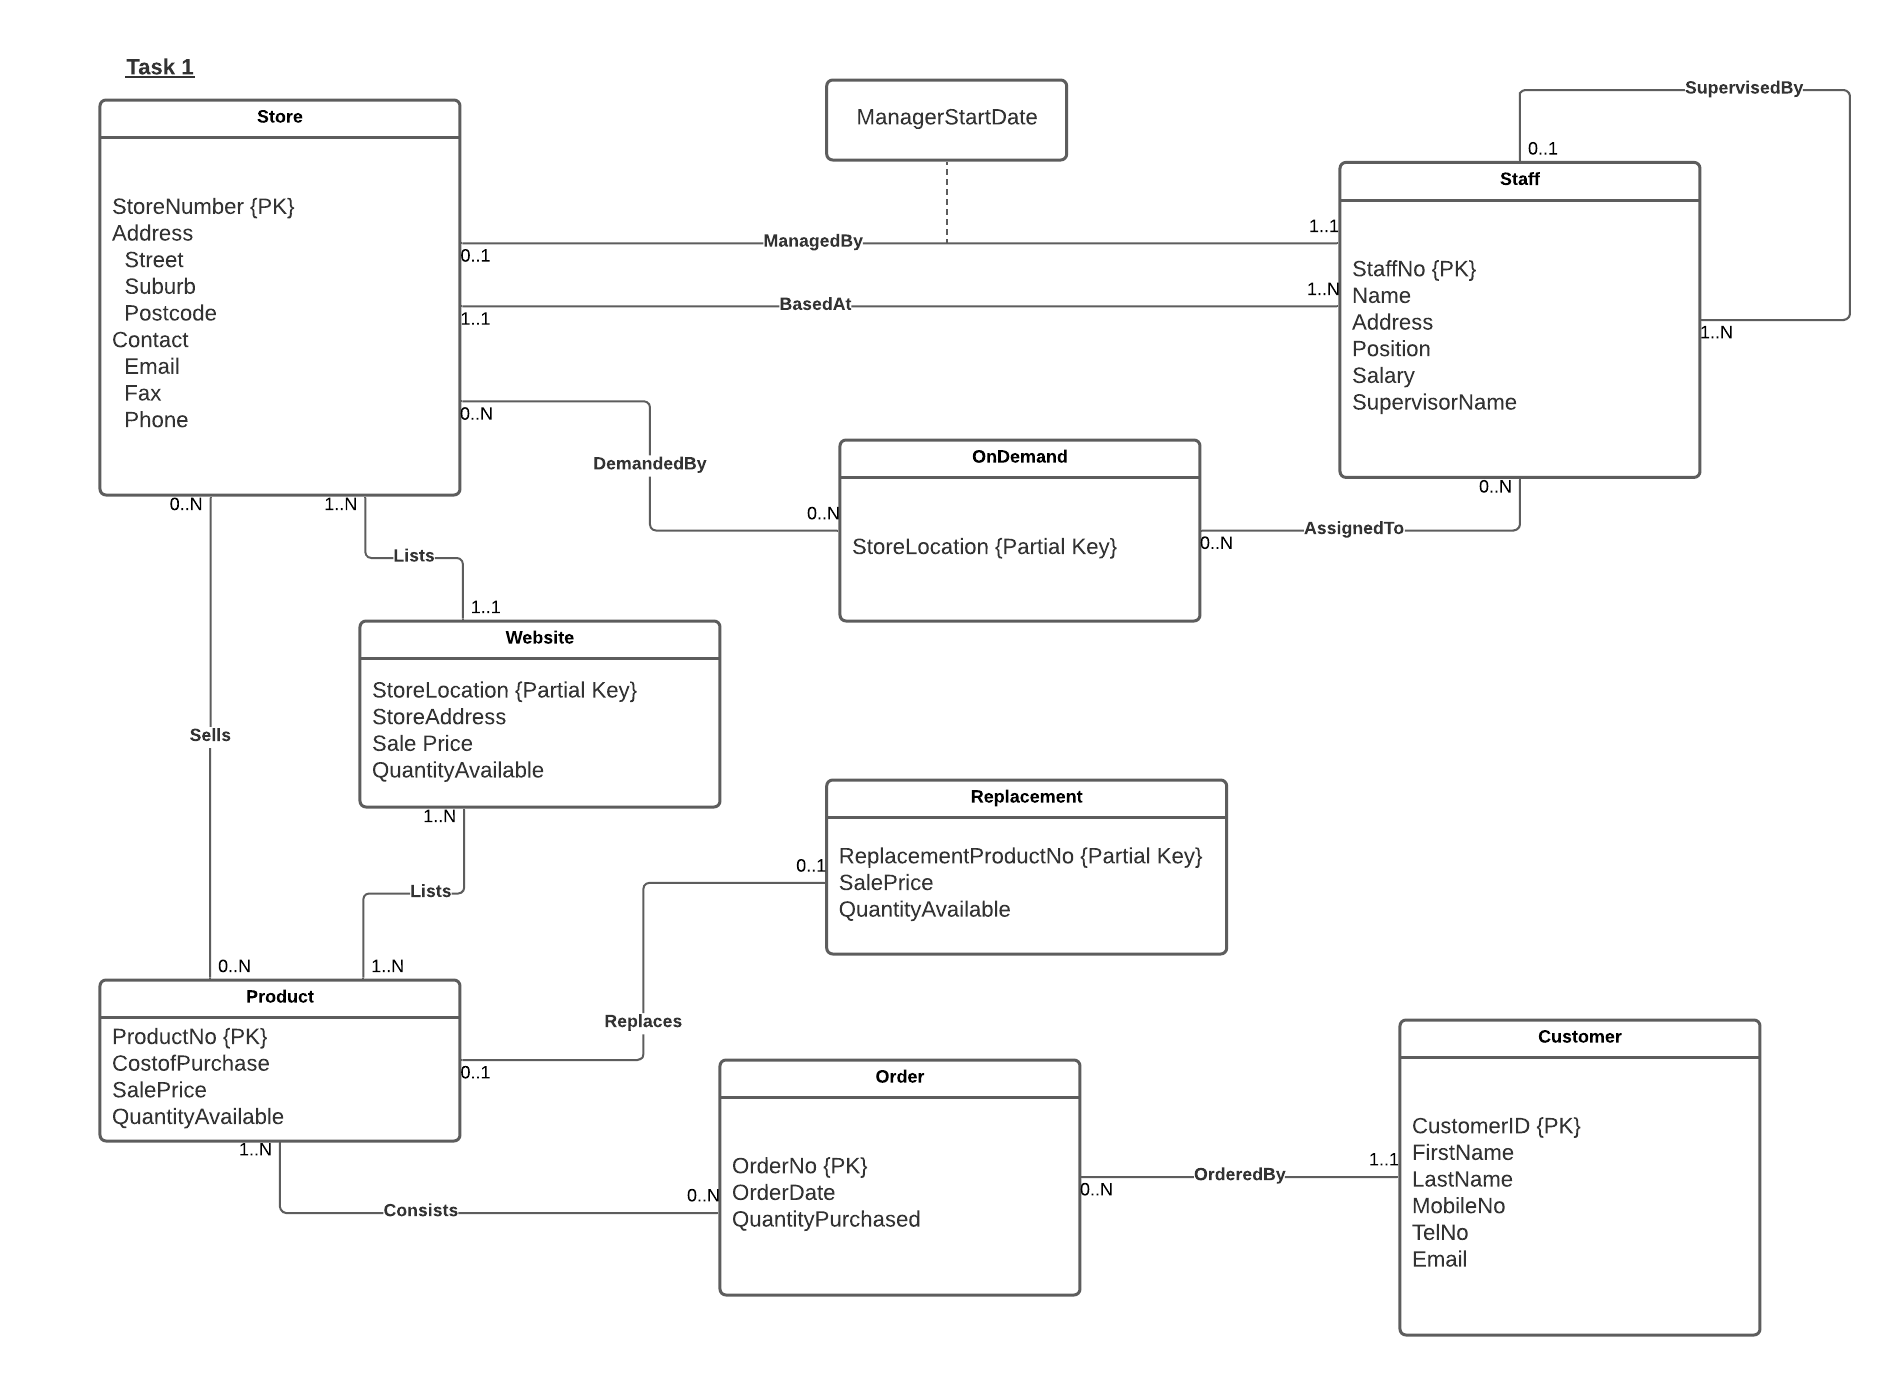 Task 1
Store
StoreNumber {PK}
Address
Street
Suburb
Postcode
Contact
Email
Fax
Phone
ManagerStartDate
SupervisedBy
0..1
Staff
StaffNo {PK}
Name
Address
Position
Salary
SupervisorName
1..N
0..1
ManagedBy
1..1
1..1
BasedAt
1..N
0..N
DemandedBy
0..N
OnDemand
StoreLocation {Partial Key}
0..N
AssignedTo
0..N
0..N
Sells
0..N
1..N
Lists
1..1
Website
StoreLocation {Partial Key}
StoreAddress
Sale Price
QuantityAvailable
1..N
Lists
1..N
Replacement
ReplacementProductNo {Partial Key}
SalePrice
QuantityAvailable
0..1
Replaces
0..1
Product
ProductNo {PK}
CostofPurchase
SalePrice
QuantityAvailable
1..N
Consists
0..N
Order
OrderNo {PK}
OrderDate
QuantityPurchased
0..N
OrderedBy
1..1
Customer
CustomerID {PK}
FirstName
LastName
MobileNo
TelNo
Email